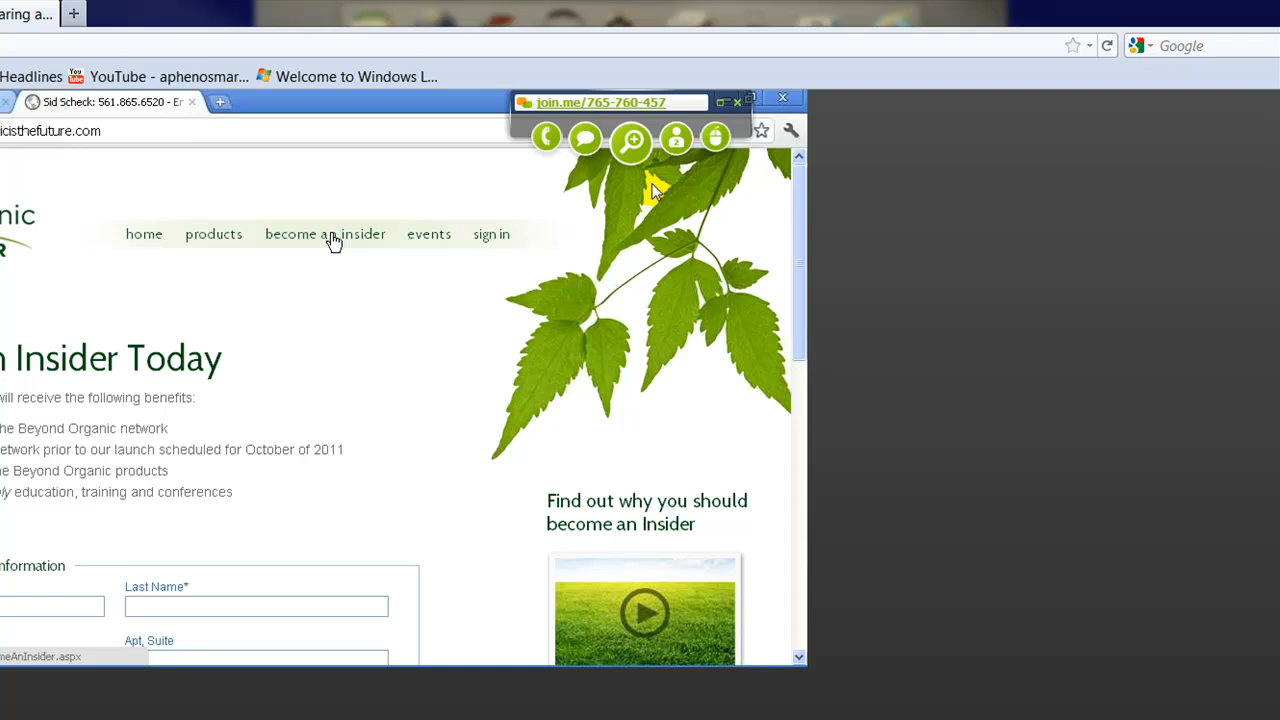 aring a...
Google
Headlines
YouTube - aphenosmar...
Welcome to Windows L...
Sid Scheck: 561.865.6520 - Er
join.me/765-760-457
icisthefuture.com
nic
R
home products become an insider events sign in
n Insider Today
will receive the following benefits:
he Beyond Organic network
etwork prior to our launch scheduled for October of 2011
he Beyond Organic products
ly education, training and conferences
Find out why you should
become an Insider
nformation
Last Name*
Apt, Suite
meAnInsider.aspx
2